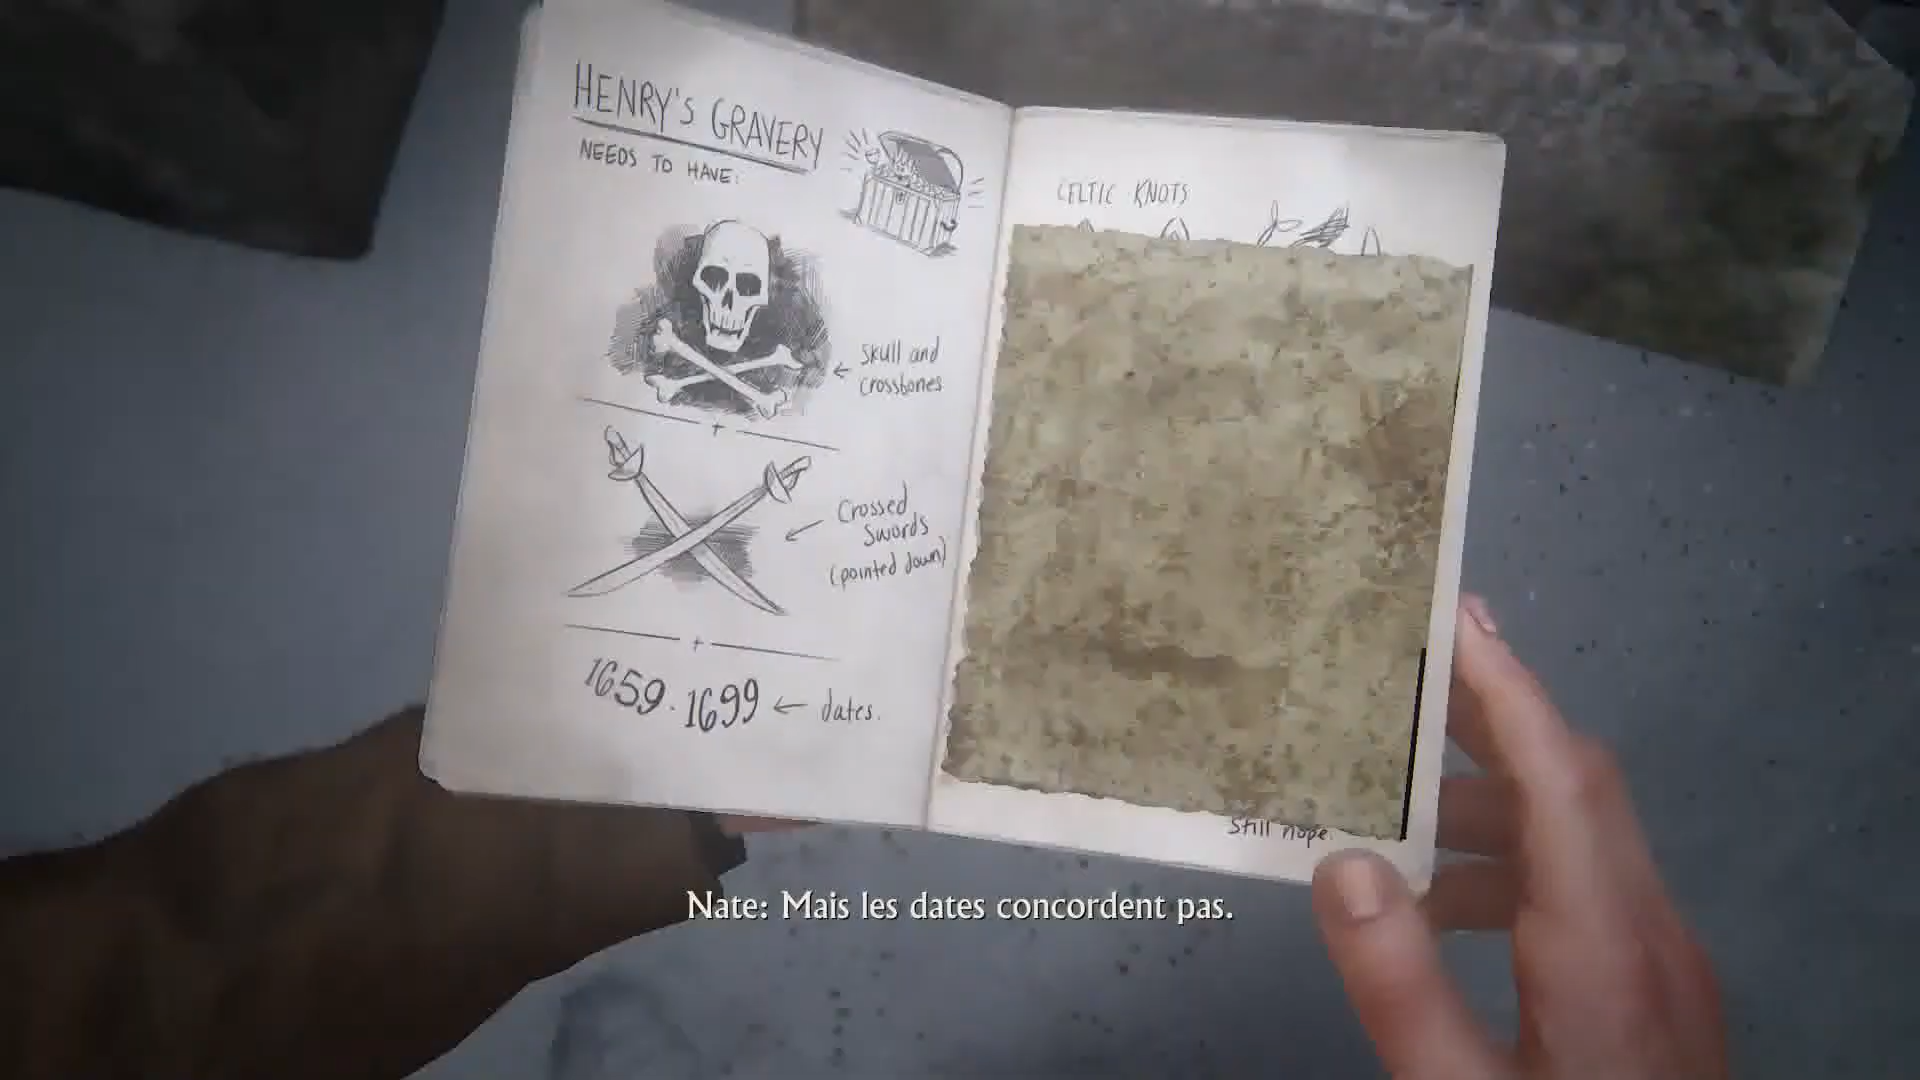 HENRY'S GRAVERY
NEEDS TO HAVE:
Skull and
crossbones
+
Crossed
Swords
(pointed down)
+
1659 - 1699 ← dates.
CELTIC KNOTS
Still nope.
Nate: Mais les dates concordent pas.